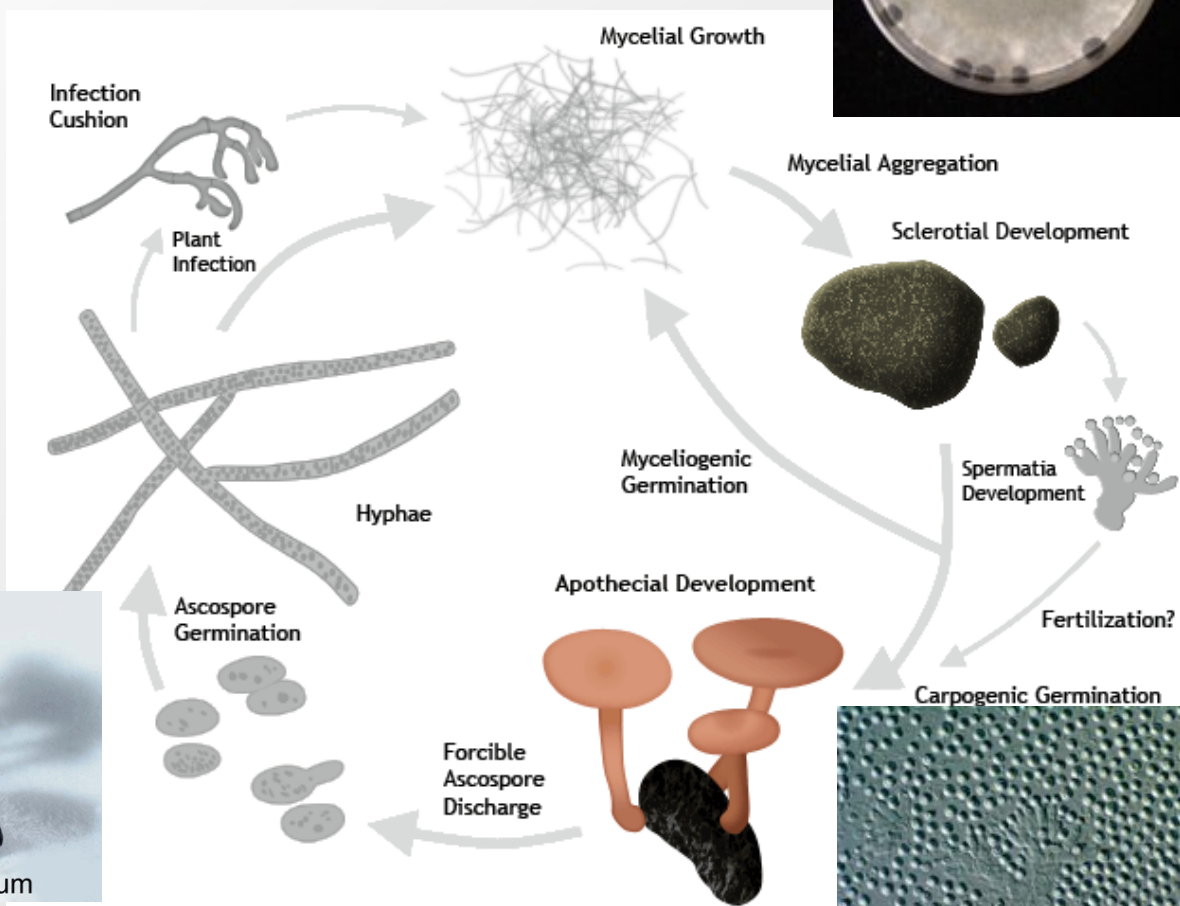 Mycelial Growth
Infection
Cushion
Mycelial Aggregation
Sclerotial Development
Plant
Infection
Myceliogenic
Germination
Spermatia
Development
Hyphae
Apothecial Development
Ascospore
Germination
Fertilization?
Carpogenic Germination
Forcible
Ascospore
Discharge